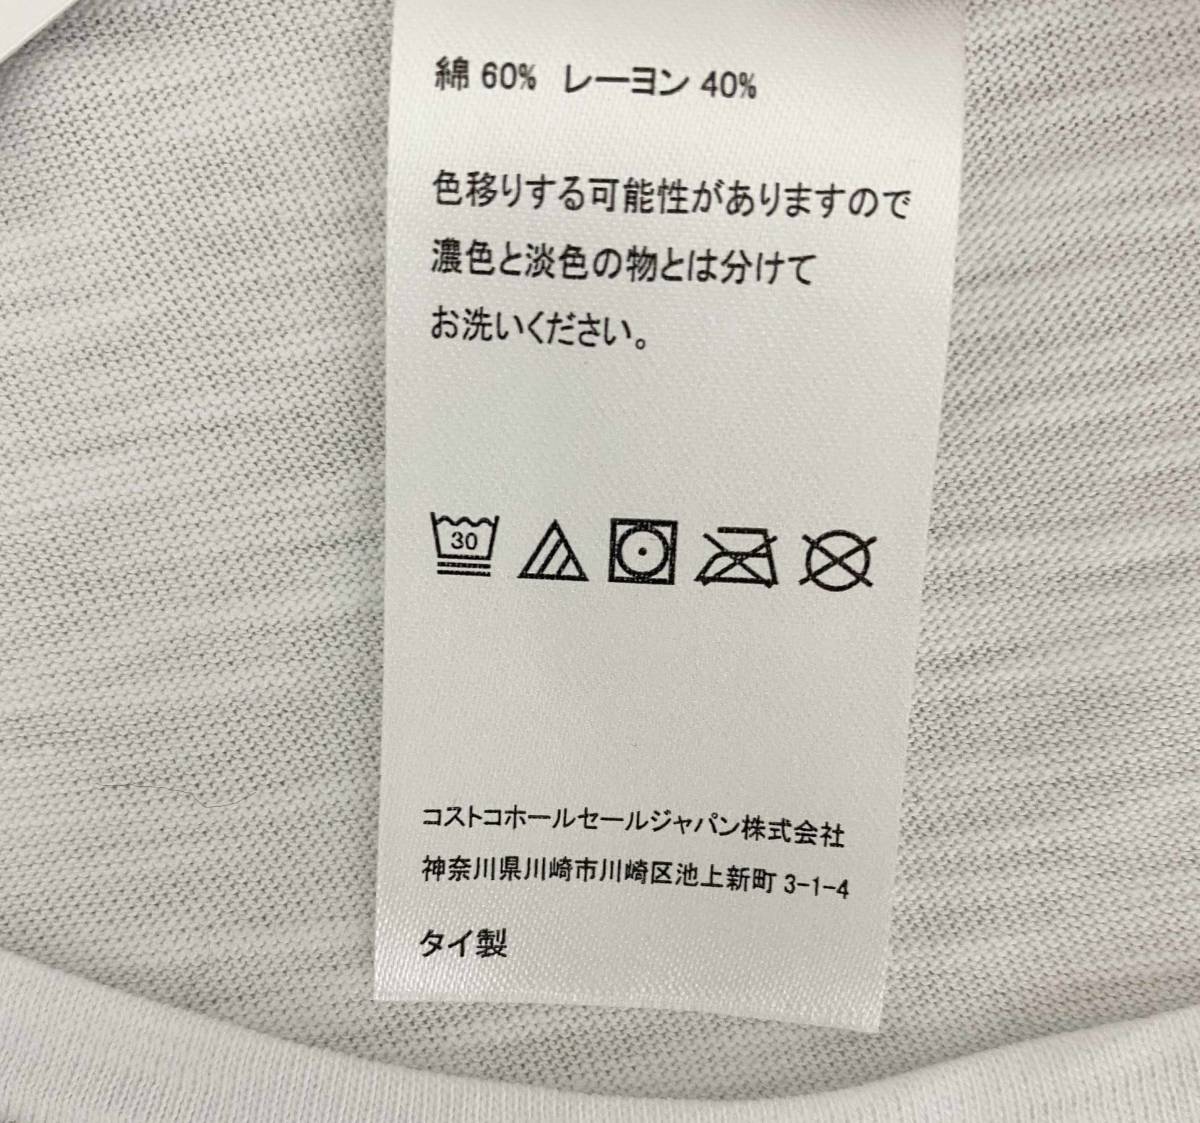 綿 60% レーヨン 40%
色移りする可能性がありますので
濃色と淡色の物とは分けて
お洗いください。
30
コストコホールセールジャパン株式会社
神奈川県川崎市川崎区池上新町 3-1-4
タイ製